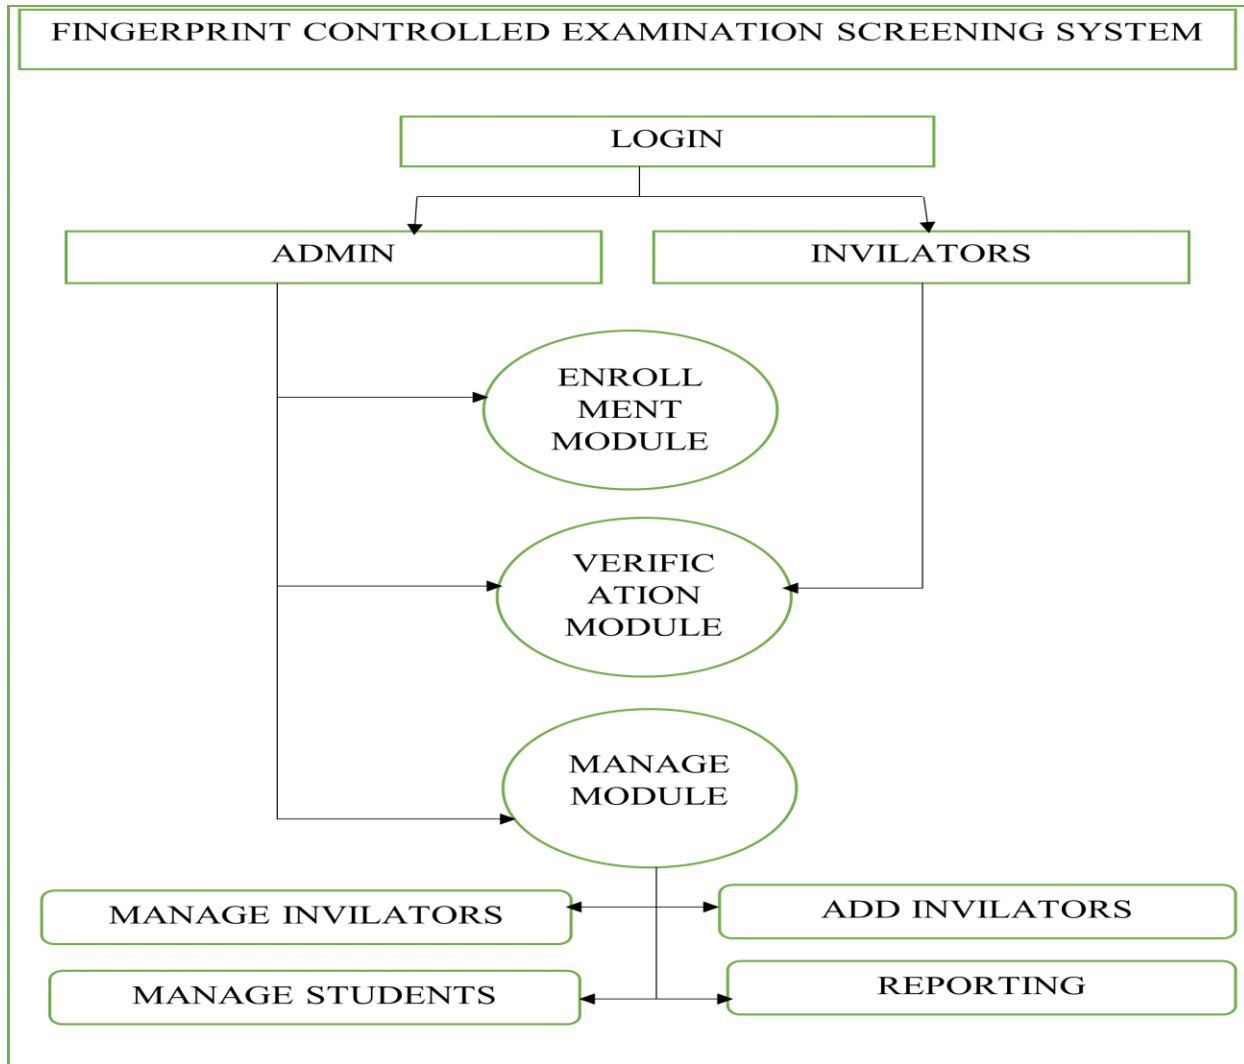 FINGERPRINT CONTROLLED EXAMINATION SCREENING SYSTEM
LOGIN
ADMIN
INVILATORS
ENROLL
MENT
MODULE
VERIFIC
ATION
MODULE
MANAGE
MODULE
MANAGE INVILATORS
ADD INVILATORS
MANAGE STUDENTS
REPORTING